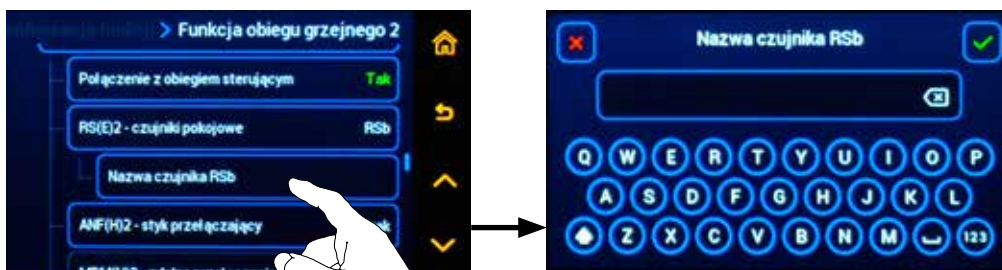 > Funkcja obiegu grzejnego 2
Połączenie z obiegiem sterującym Tak
RS(E)2 - czujniki pokojowe RSb
Nazwa czujnika RSb
ANF(H)2 - styk przełączający
Nazwa czujnika RSb
Q W E R T Y U I O P
A S D F G H J K L
Z X C V B N M 123